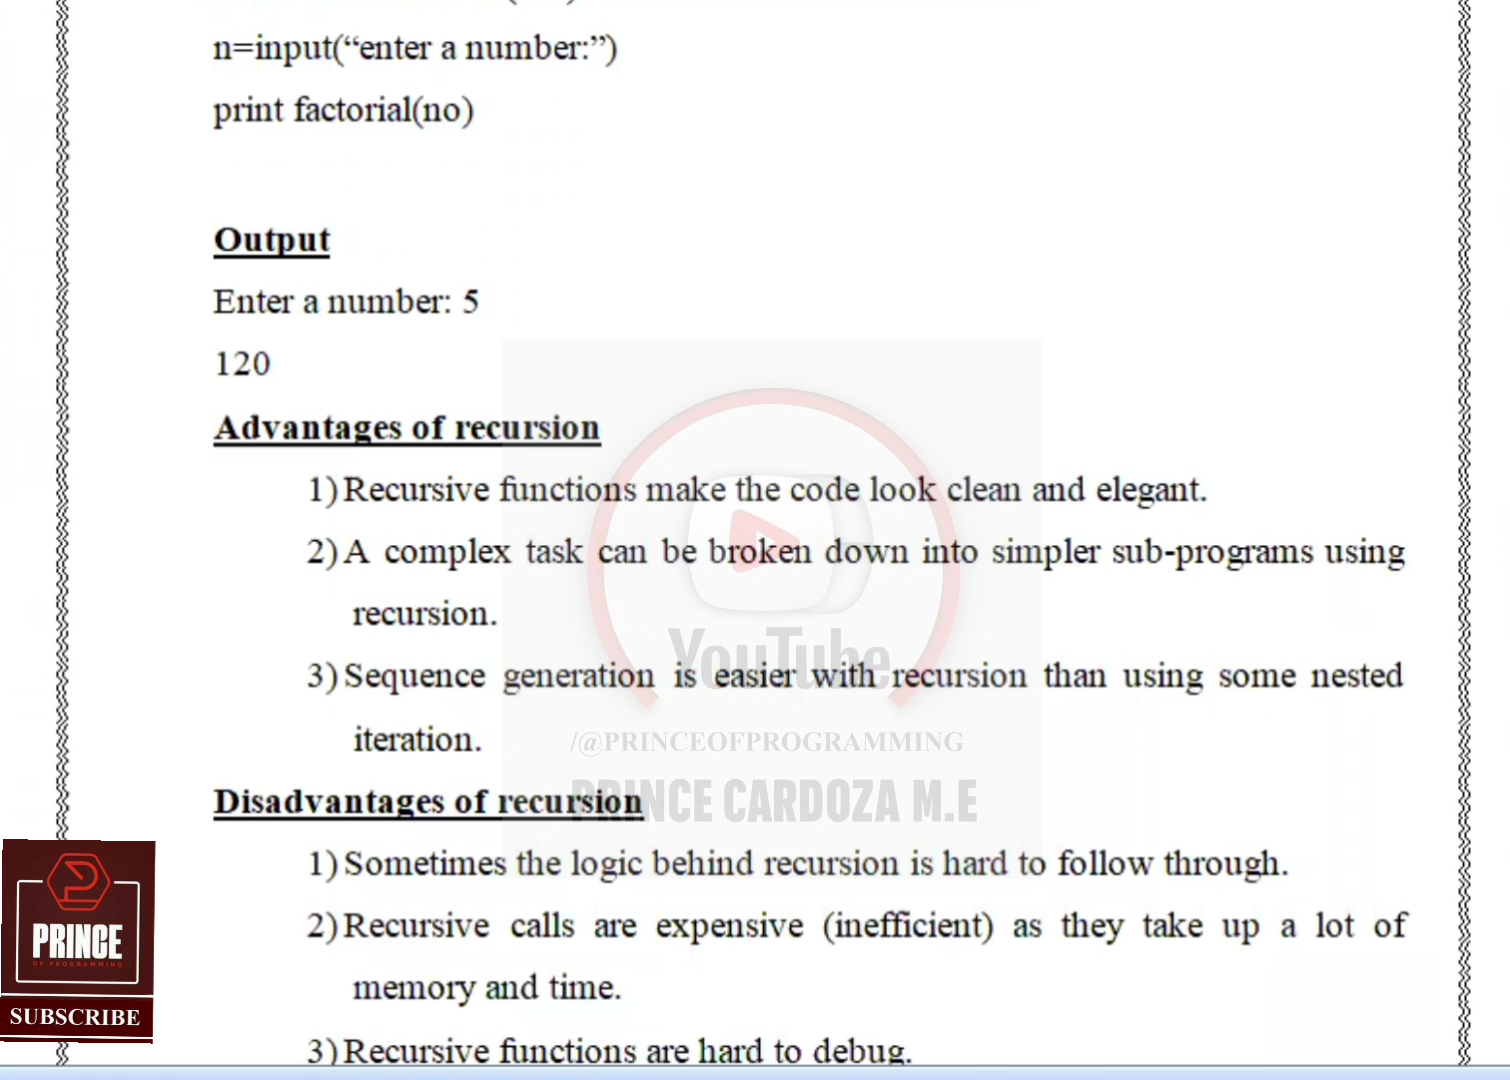 n=input(“enter a number:”)
print factorial(no)
Output
Enter a number: 5
120
Advantages of recursion
1) Recursive functions make the code look clean and elegant.
2) A complex task can be broken down into simpler sub-programs using
recursion.
3) Sequence generation is easier with recursion than using some nested
iteration.
YouTube
/@PRINCEOFPROGRAMMING
PRINCE CARDOZA M.E
Disadvantages of recursion
1) Sometimes the logic behind recursion is hard to follow through.
2) Recursive calls are expensive (inefficient) as they take up a lot of
memory and time.
3) Recursive functions are hard to debug.
PRINCE
OF PROGRAMMING
SUBSCRIBE